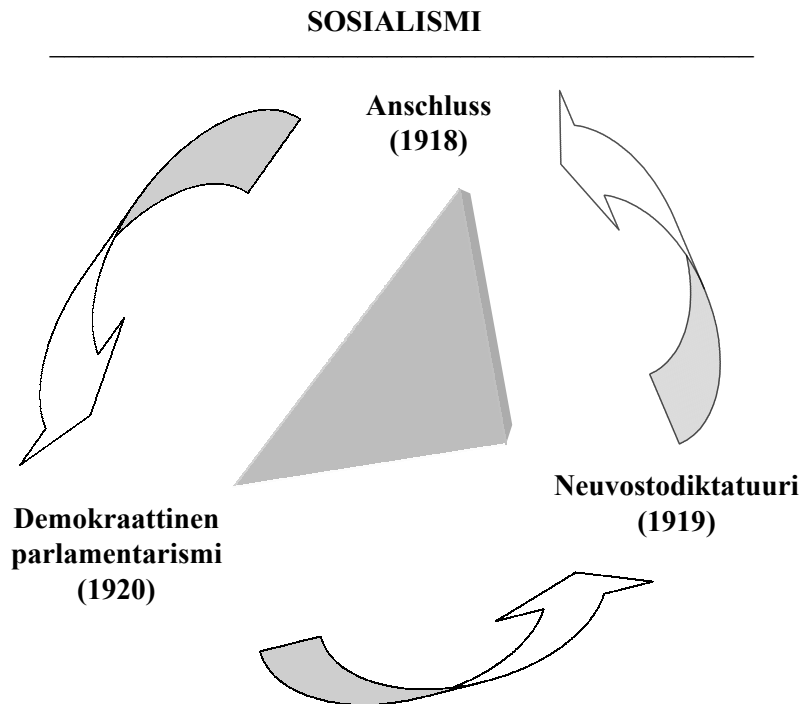 SOSIALISMI
Anschluss
(1918)
Neuvostodiktatuuri
(1919)
Demokraattinen
parlamentarismi
(1920)